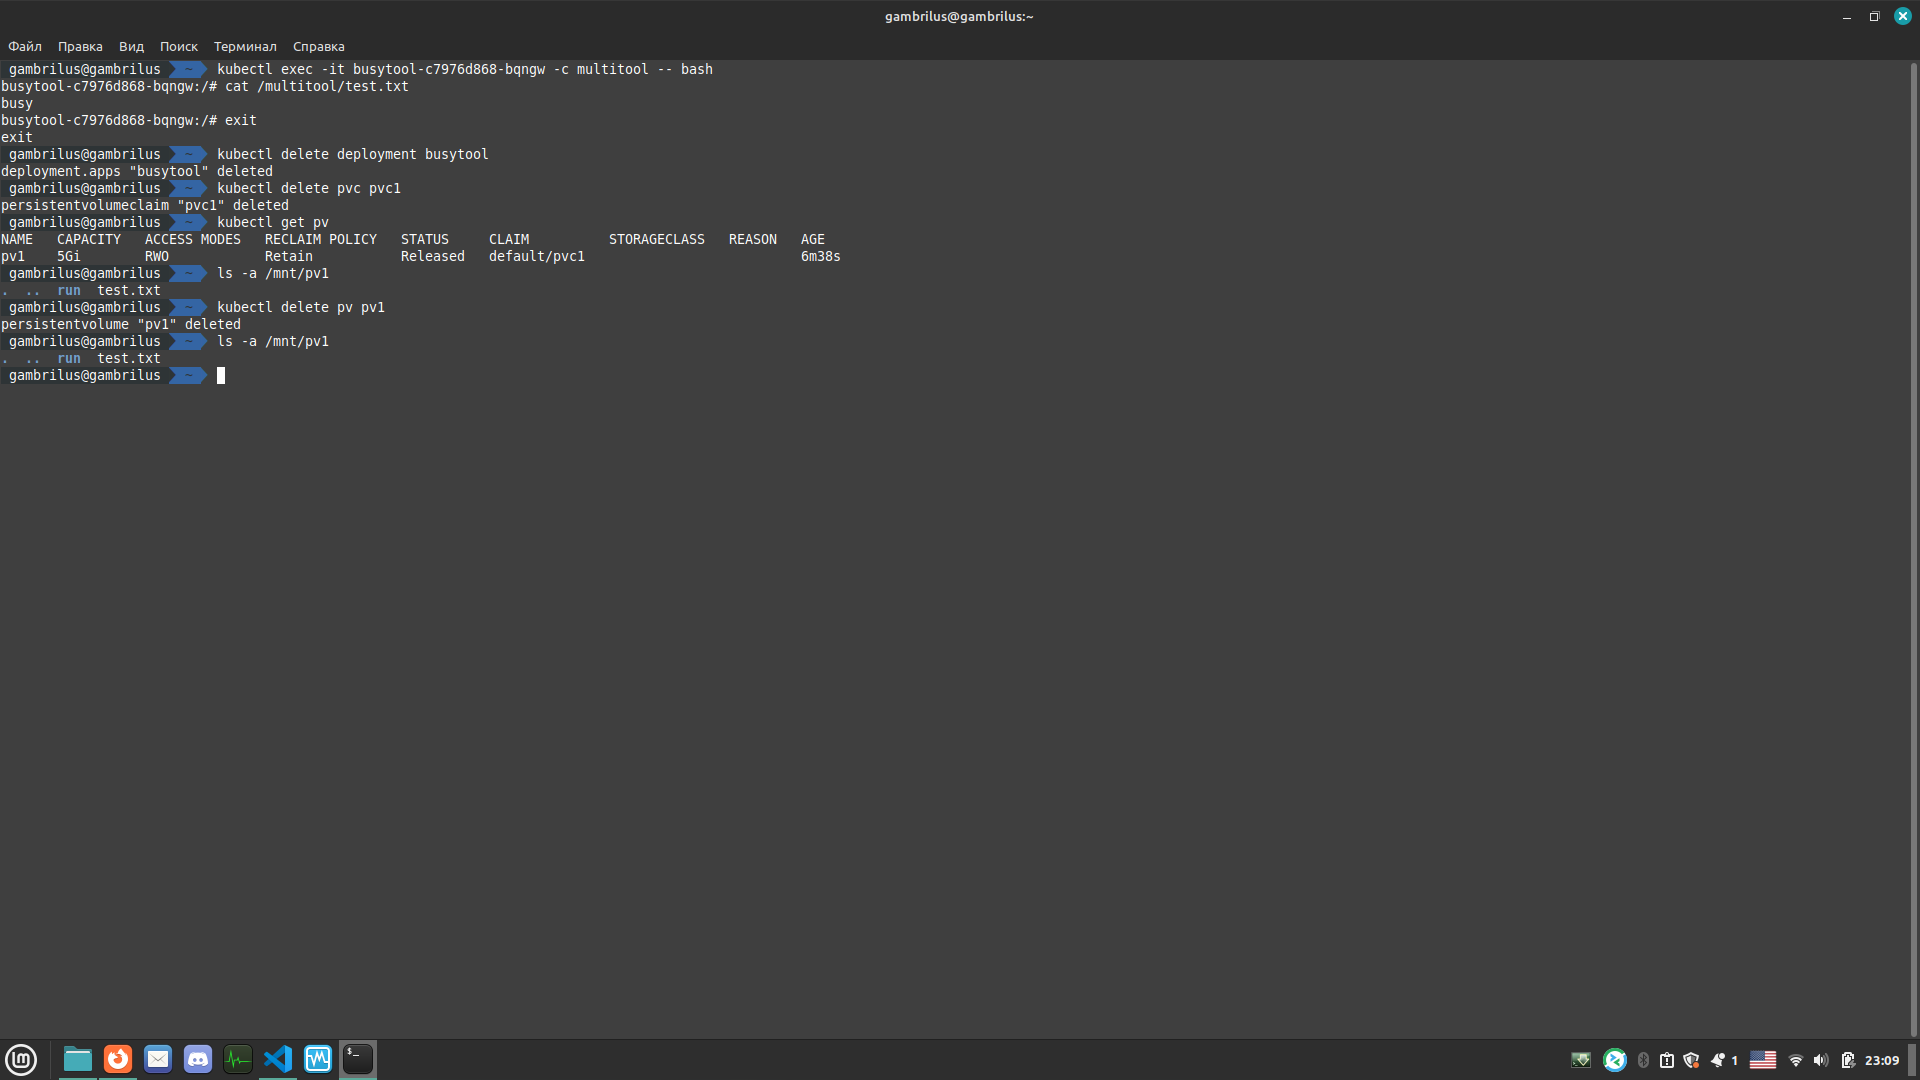 gambrilus@gambrilus:~
Файл Правка Вид Поиск Терминал Справка
gambrilus@gambrilus ~ kubectl exec -it busytool-c7976d868-bqngw -c multitool -- bash
busytool-c7976d868-bqngw:/# cat /multitool/test.txt
busy
busytool-c7976d868-bqngw:/# exit
exit
gambrilus@gambrilus ~ kubectl delete deployment busytool
deployment.apps "busytool" deleted
gambrilus@gambrilus ~ kubectl delete pvc pvc1
persistentvolumeclaim "pvc1" deleted
gambrilus@gambrilus ~ kubectl get pv
NAME CAPACITY ACCESS MODES RECLAIM POLICY STATUS CLAIM STORAGECLASS REASON AGE
pv1 5Gi RWO Retain Released default/pvc1 6m38s
gambrilus@gambrilus ~ ls -a /mnt/pv1
. .. run test.txt
gambrilus@gambrilus ~ kubectl delete pv pv1
persistentvolume "pv1" deleted
gambrilus@gambrilus ~ ls -a /mnt/pv1
. .. run test.txt
gambrilus@gambrilus ~
1 23:09